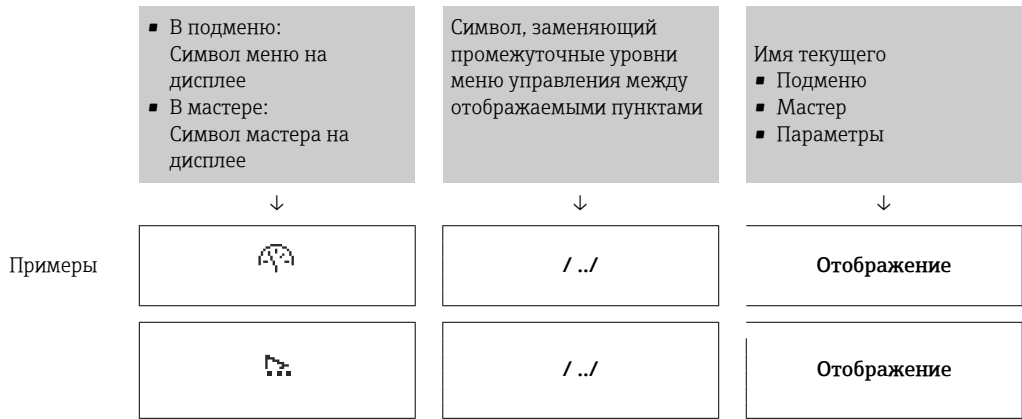 ▪ В подменю:
Символ меню на
дисплее
▪ В мастере:
Символ мастера на
дисплее
Символ, заменяющий
промежуточные уровни
меню управления между
отображаемыми пунктами
Имя текущего
▪ Подменю
▪ Мастер
▪ Параметры
↓ ↓ ↓
Примеры / ../ Отображение
/ ../ Отображение